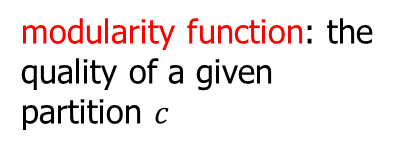 modularity function: the
quality of a given
partition c